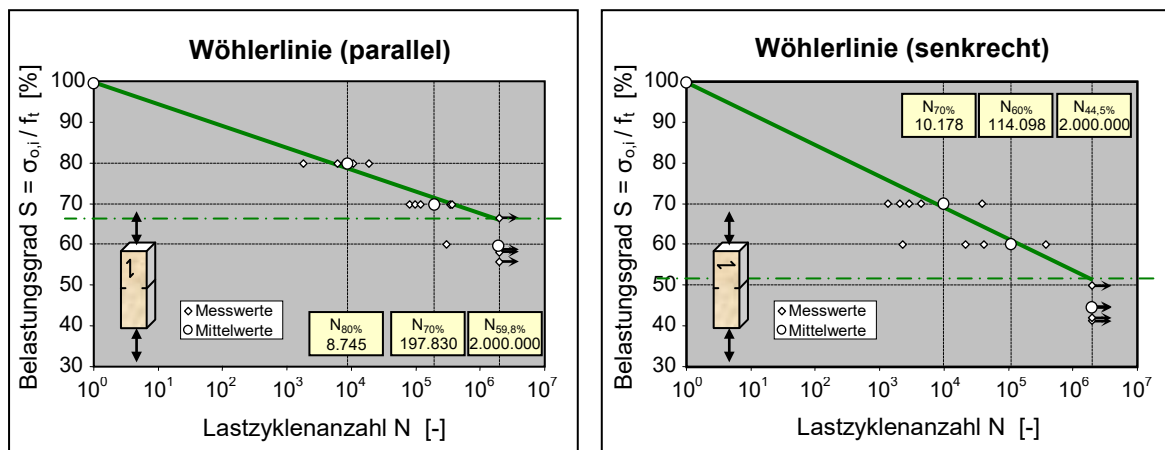 Wöhlerlinie (parallel)
Belastungsgrad S = σo,i / ft [%]
100
90
80
70
60
50
40
30
N80%
8.745
N70%
197.830
N59,8%
2.000.000
Messwerte
Mittelwerte
10^0 10^1 10^2 10^3 10^4 10^5 10^6 10^7
Lastzyklenanzahl N [-]
Wöhlerlinie (senkrecht)
Belastungsgrad S = σo,i / ft [%]
100
90
80
70
60
50
40
30
N70%
10.178
N60%
114.098
N44,5%
2.000.000
Messwerte
Mittelwerte
10^0 10^1 10^2 10^3 10^4 10^5 10^6 10^7
Lastzyklenanzahl N [-]